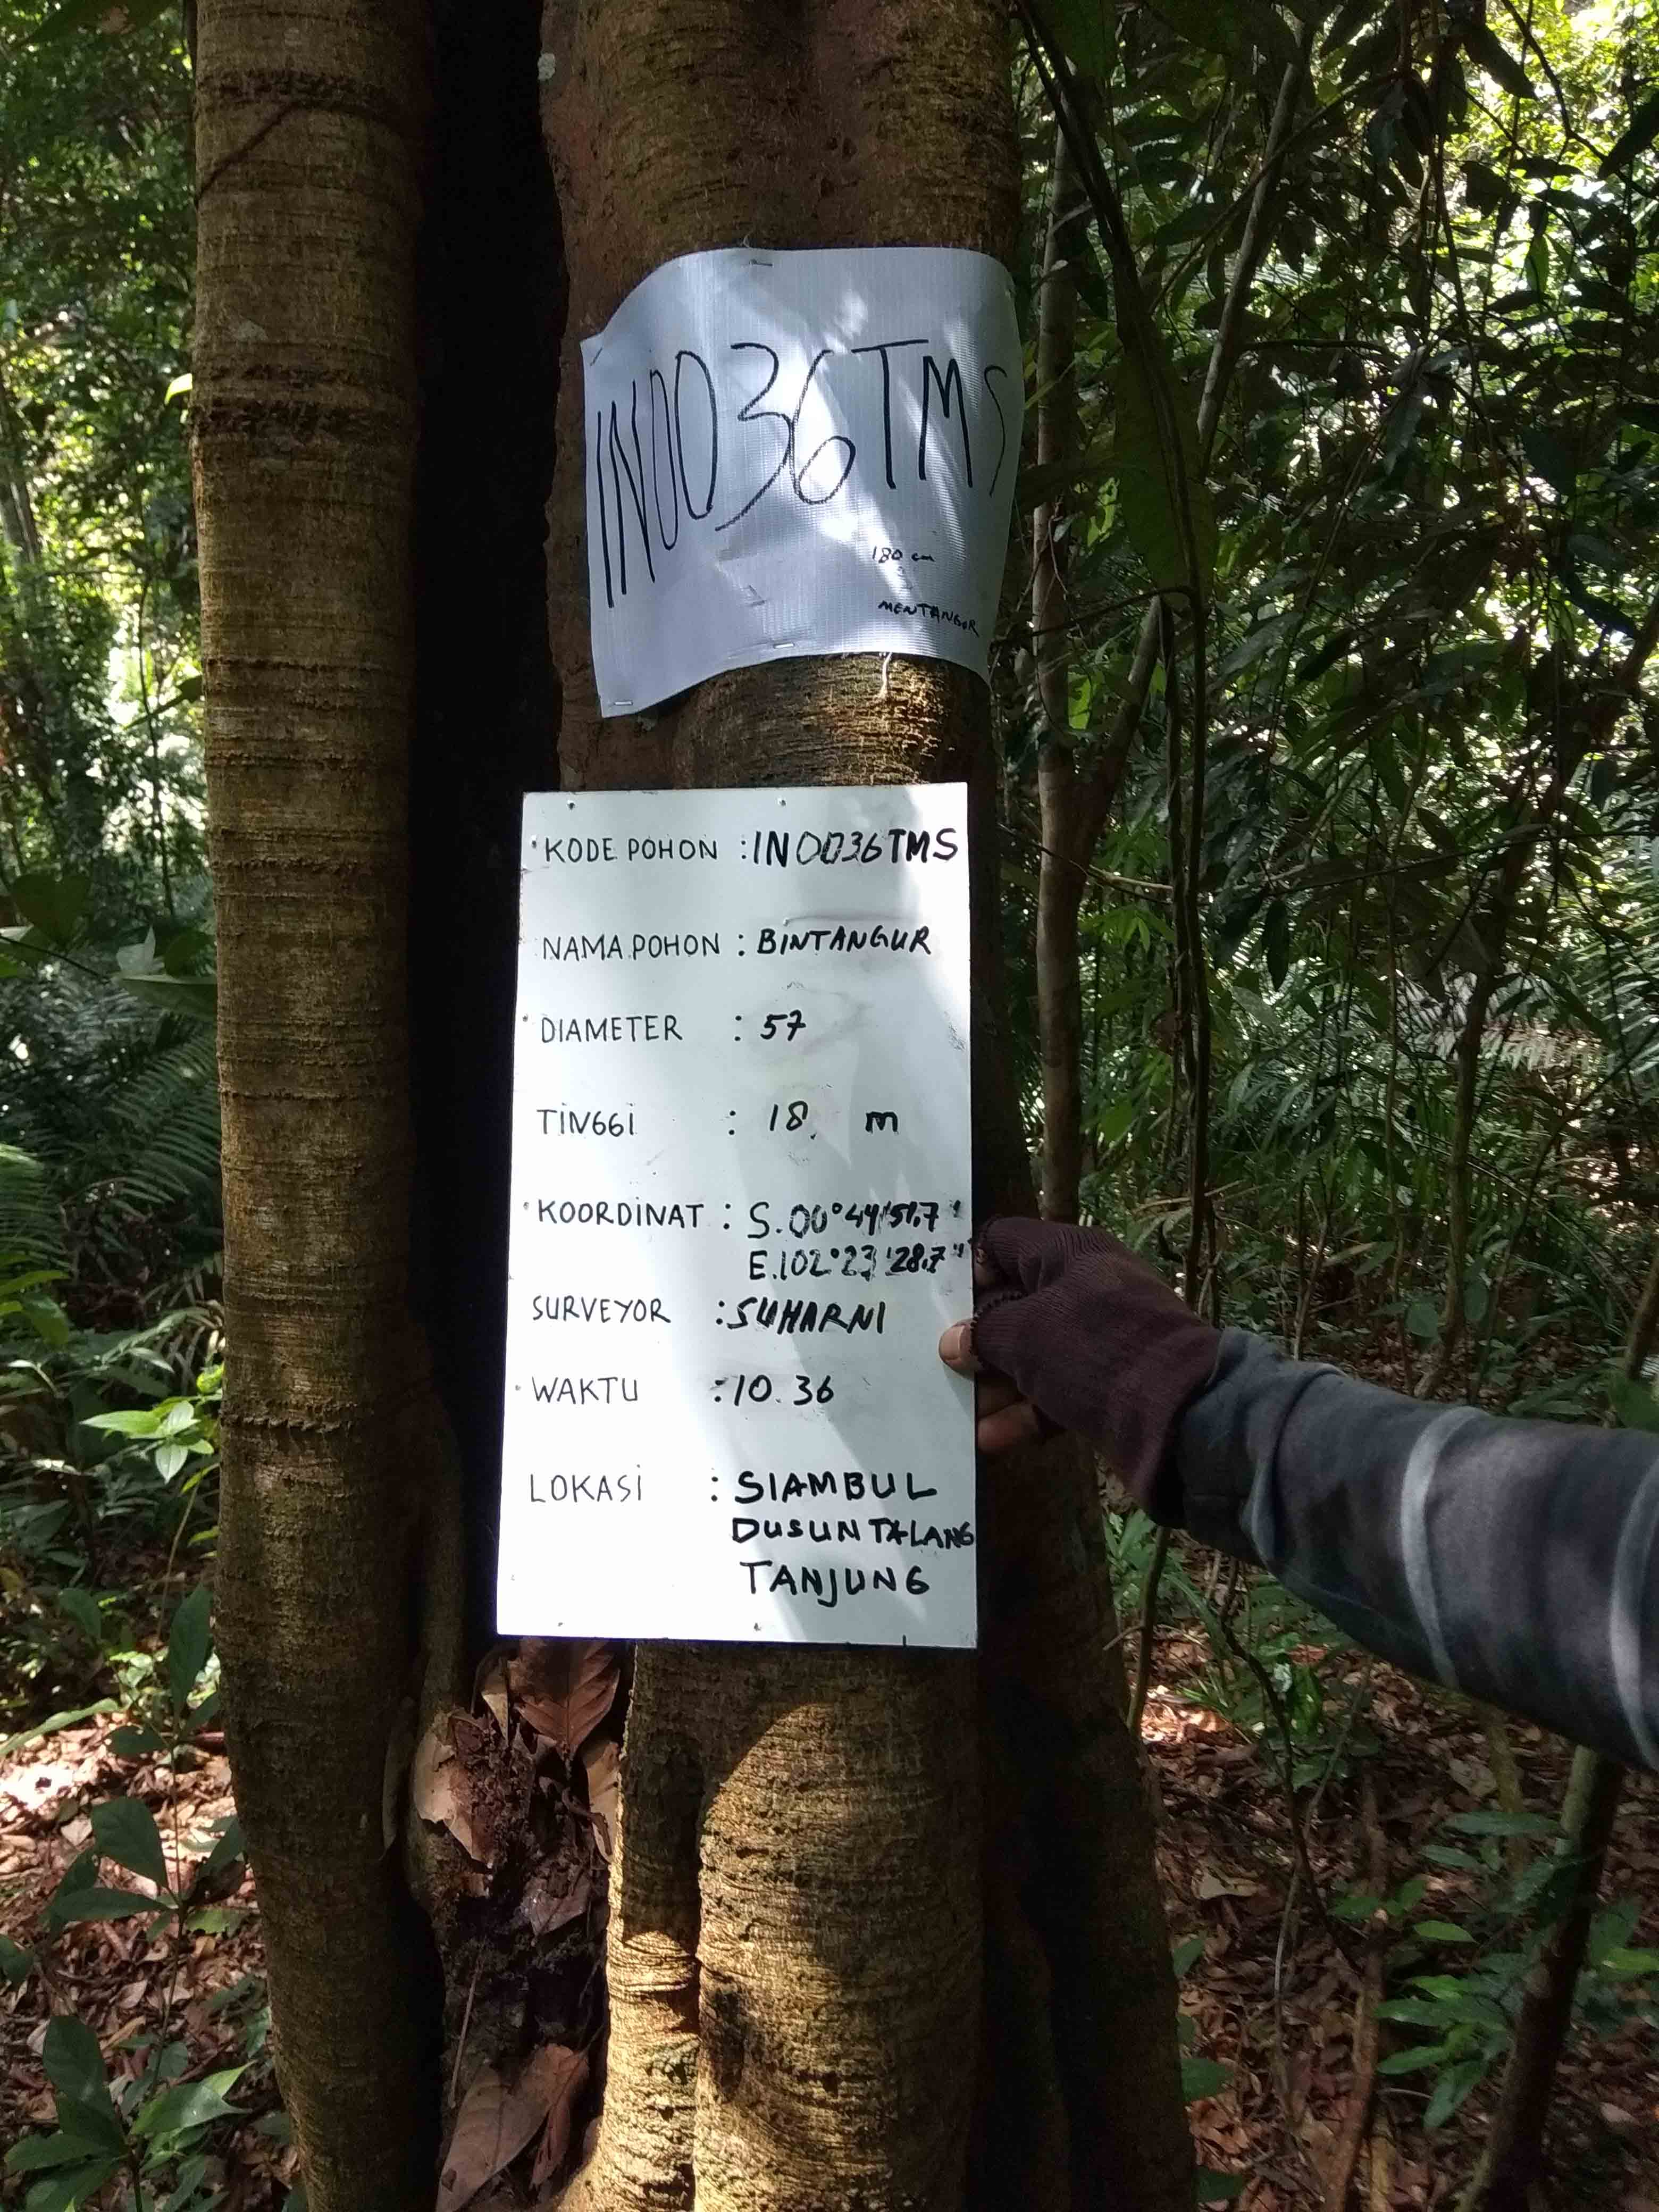 IN0036TMS
180 cm
MENTANGUR
KODE POHON : IN0036TMS
NAMA POHON : BINTANGUR
DIAMETER : 57
TINGGI : 18 m
KOORDINAT : S.00°44'51,7"
E.102°23'28,7"
SURVEYOR : SUHARNI
WAKTU : 10.36
LOKASI : SIAMBUL
DUSUN TALANG
TANJUNG